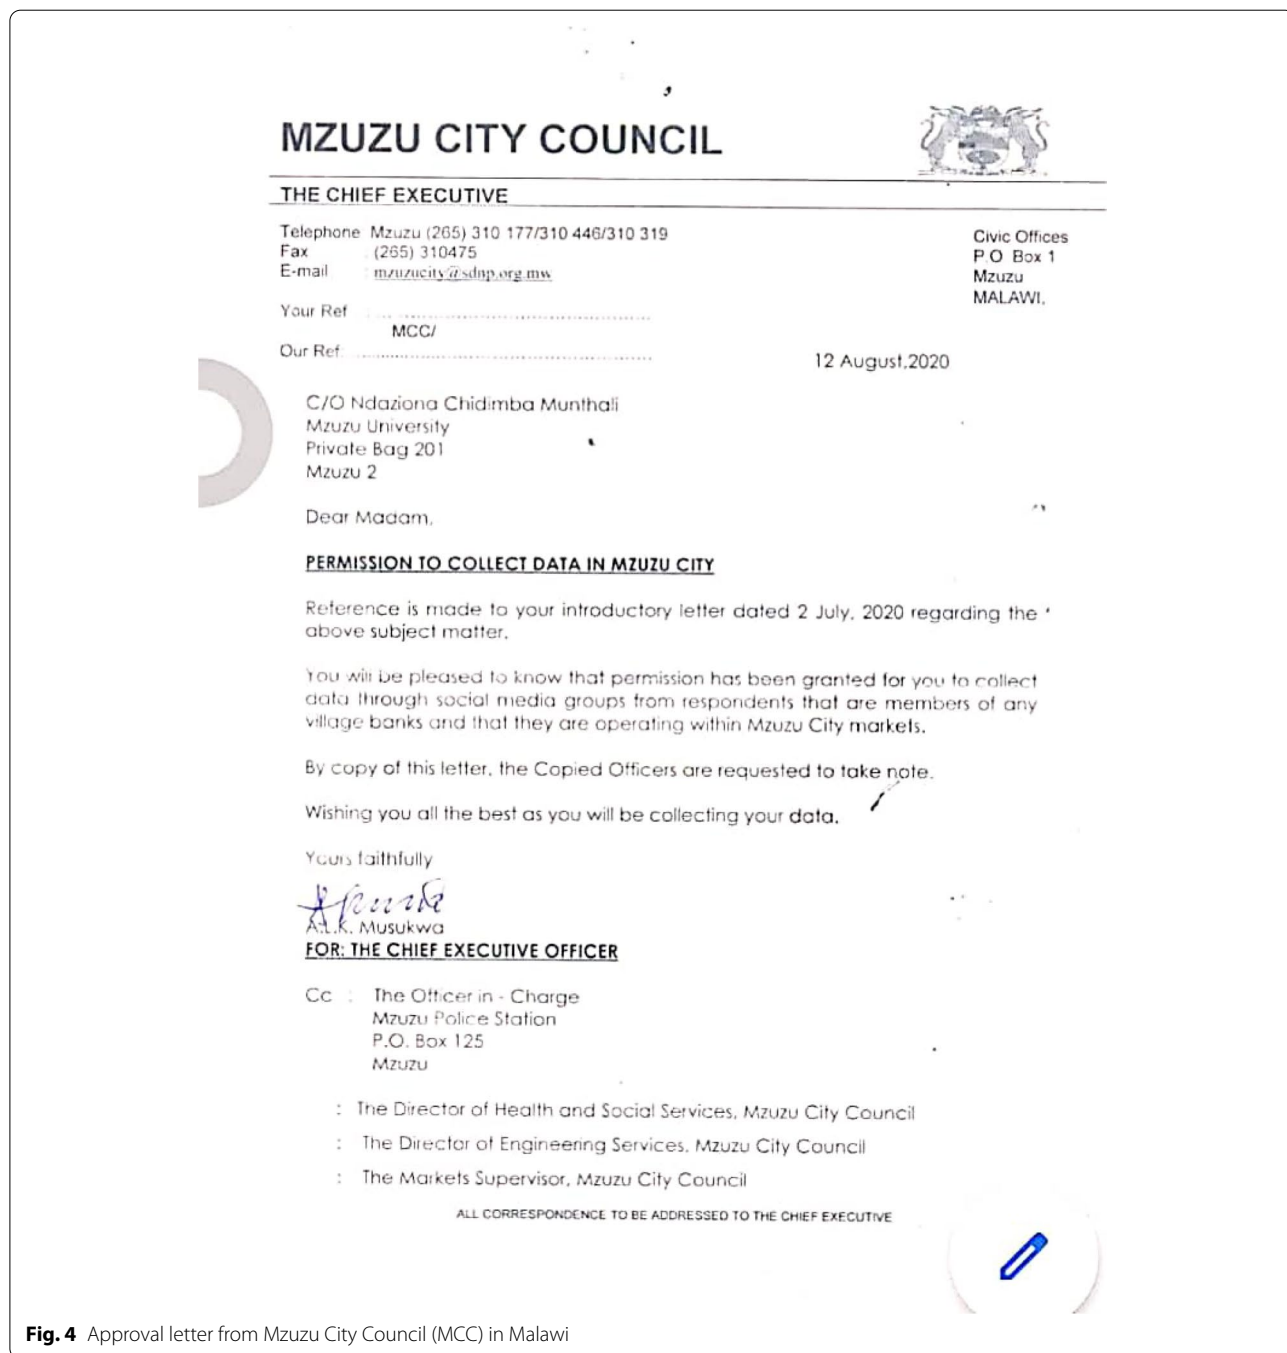 MZUZU CITY COUNCIL
THE CHIEF EXECUTIVE
Telephone Mzuzu (265) 310 177/310 446/310 319
Fax : (265) 310475
E-mail : mzuzucity@sdnp.org.mw
Civic Offices
P.O Box 1
Mzuzu
MALAWI.
Your Ref : ..................................................
MCC/
Our Ref: ..................................................
12 August,2020
C/O Ndaziona Chidimba Munthali
Mzuzu University
Private Bag 201
Mzuzu 2
Dear Madam,
PERMISSION TO COLLECT DATA IN MZUZU CITY
Reference is made to your introductory letter dated 2 July, 2020 regarding the
above subject matter.
You will be pleased to know that permission has been granted for you to collect
data through social media groups from respondents that are members of any
village banks and that they are operating within Mzuzu City markets.
By copy of this letter, the Copied Officers are requested to take note.
Wishing you all the best as you will be collecting your data.
Yours faithfully
A.L.K. Musukwa
FOR: THE CHIEF EXECUTIVE OFFICER
Cc : The Officer in - Charge
Mzuzu Police Station
P.O. Box 125
Mzuzu
: The Director of Health and Social Services, Mzuzu City Council
: The Director of Engineering Services, Mzuzu City Council
: The Markets Supervisor, Mzuzu City Council
ALL CORRESPONDENCE TO BE ADDRESSED TO THE CHIEF EXECUTIVE
Fig. 4 Approval letter from Mzuzu City Council (MCC) in Malawi